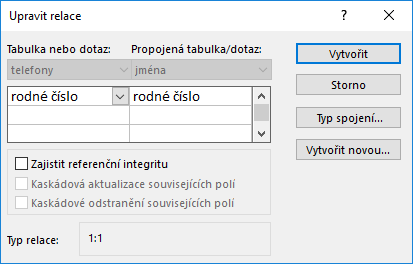 Upravit relace
Tabulka nebo dotaz:
Propojená tabulka/dotaz:
telefony
jména
rodné číslo
rodné číslo
Zajistit referenční integritu
Kaskádová aktualizace souvisejících polí
Kaskádové odstranění souvisejících polí
Typ relace:
1:1
Vytvořit
Storno
Typ spojení...
Vytvořit novou...